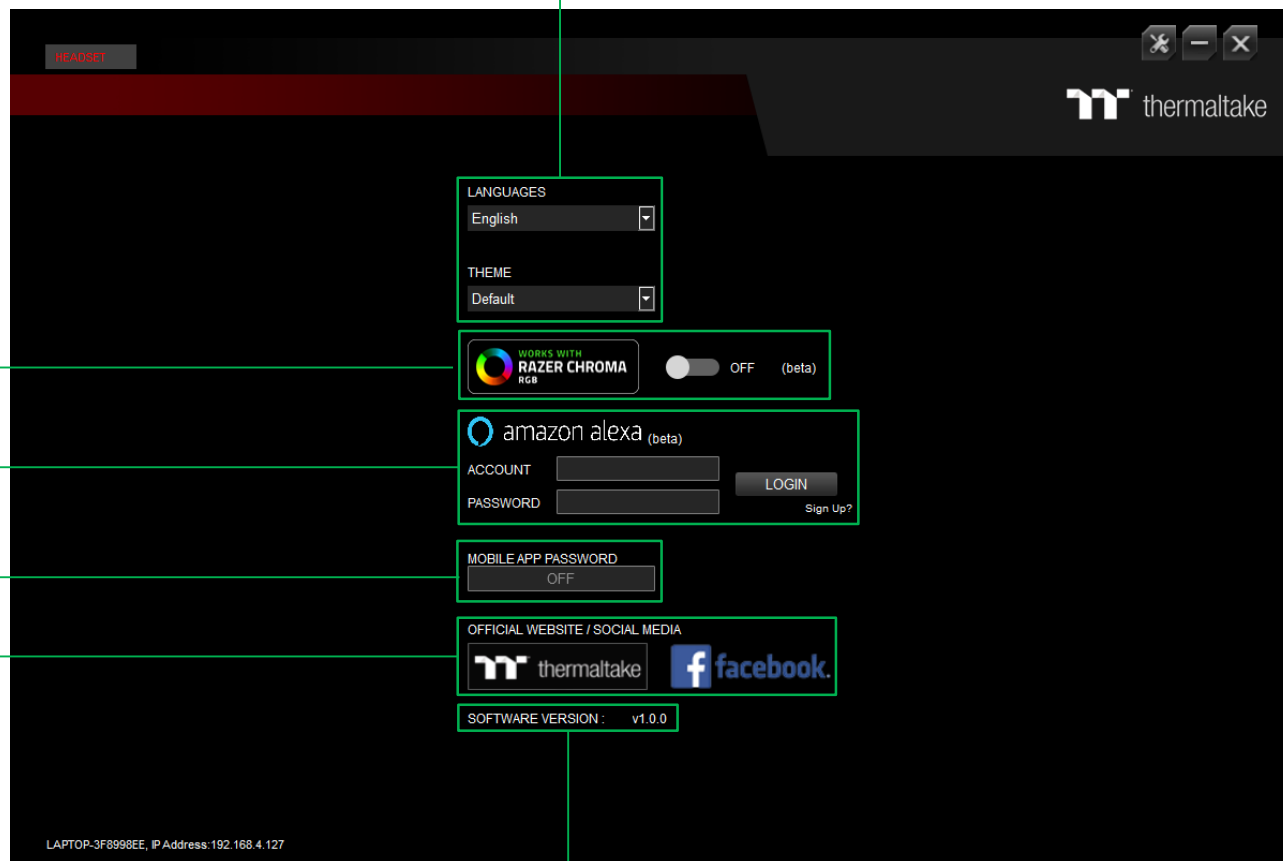 HEADSET
thermaltake
LANGUAGES
English
THEME
Default
WORKS WITH
RAZER CHROMA
RGB
OFF (beta)
amazon alexa (beta)
ACCOUNT
LOGIN
PASSWORD
Sign Up?
MOBILE APP PASSWORD
OFF
OFFICIAL WEBSITE / SOCIAL MEDIA
thermaltake
facebook.
SOFTWARE VERSION : v1.0.0
LAPTOP-3F8998EE, IP Address:192.168.4.127